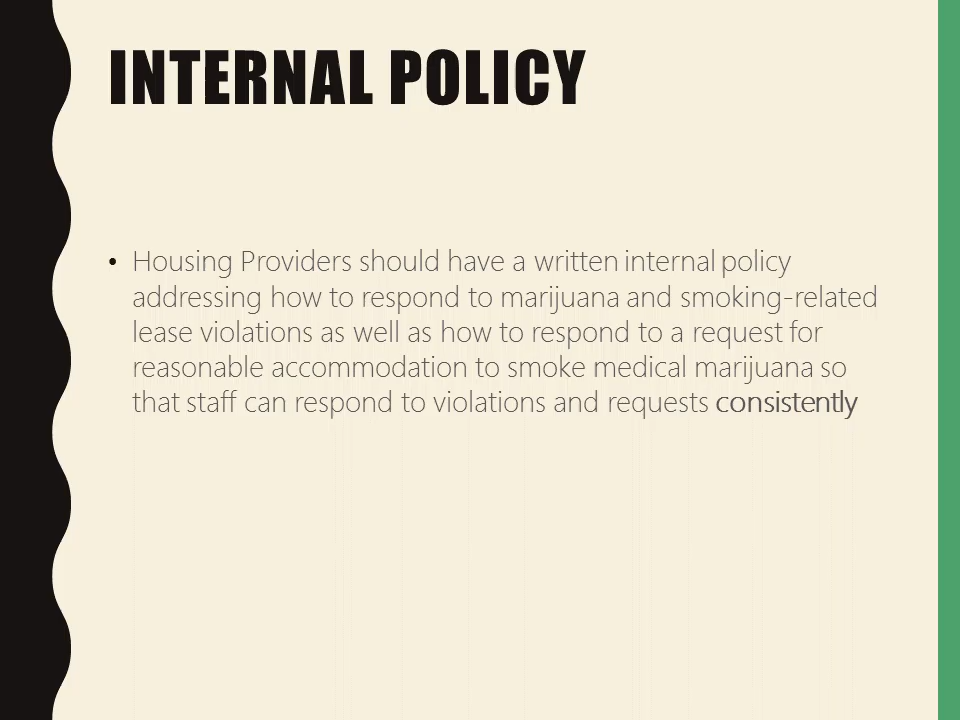 INTERNAL POLICY
• Housing Providers should have a written internal policy
addressing how to respond to marijuana and smoking-related
lease violations as well as how to respond to a request for
reasonable accommodation to smoke medical marijuana so
that staff can respond to violations and requests consistently